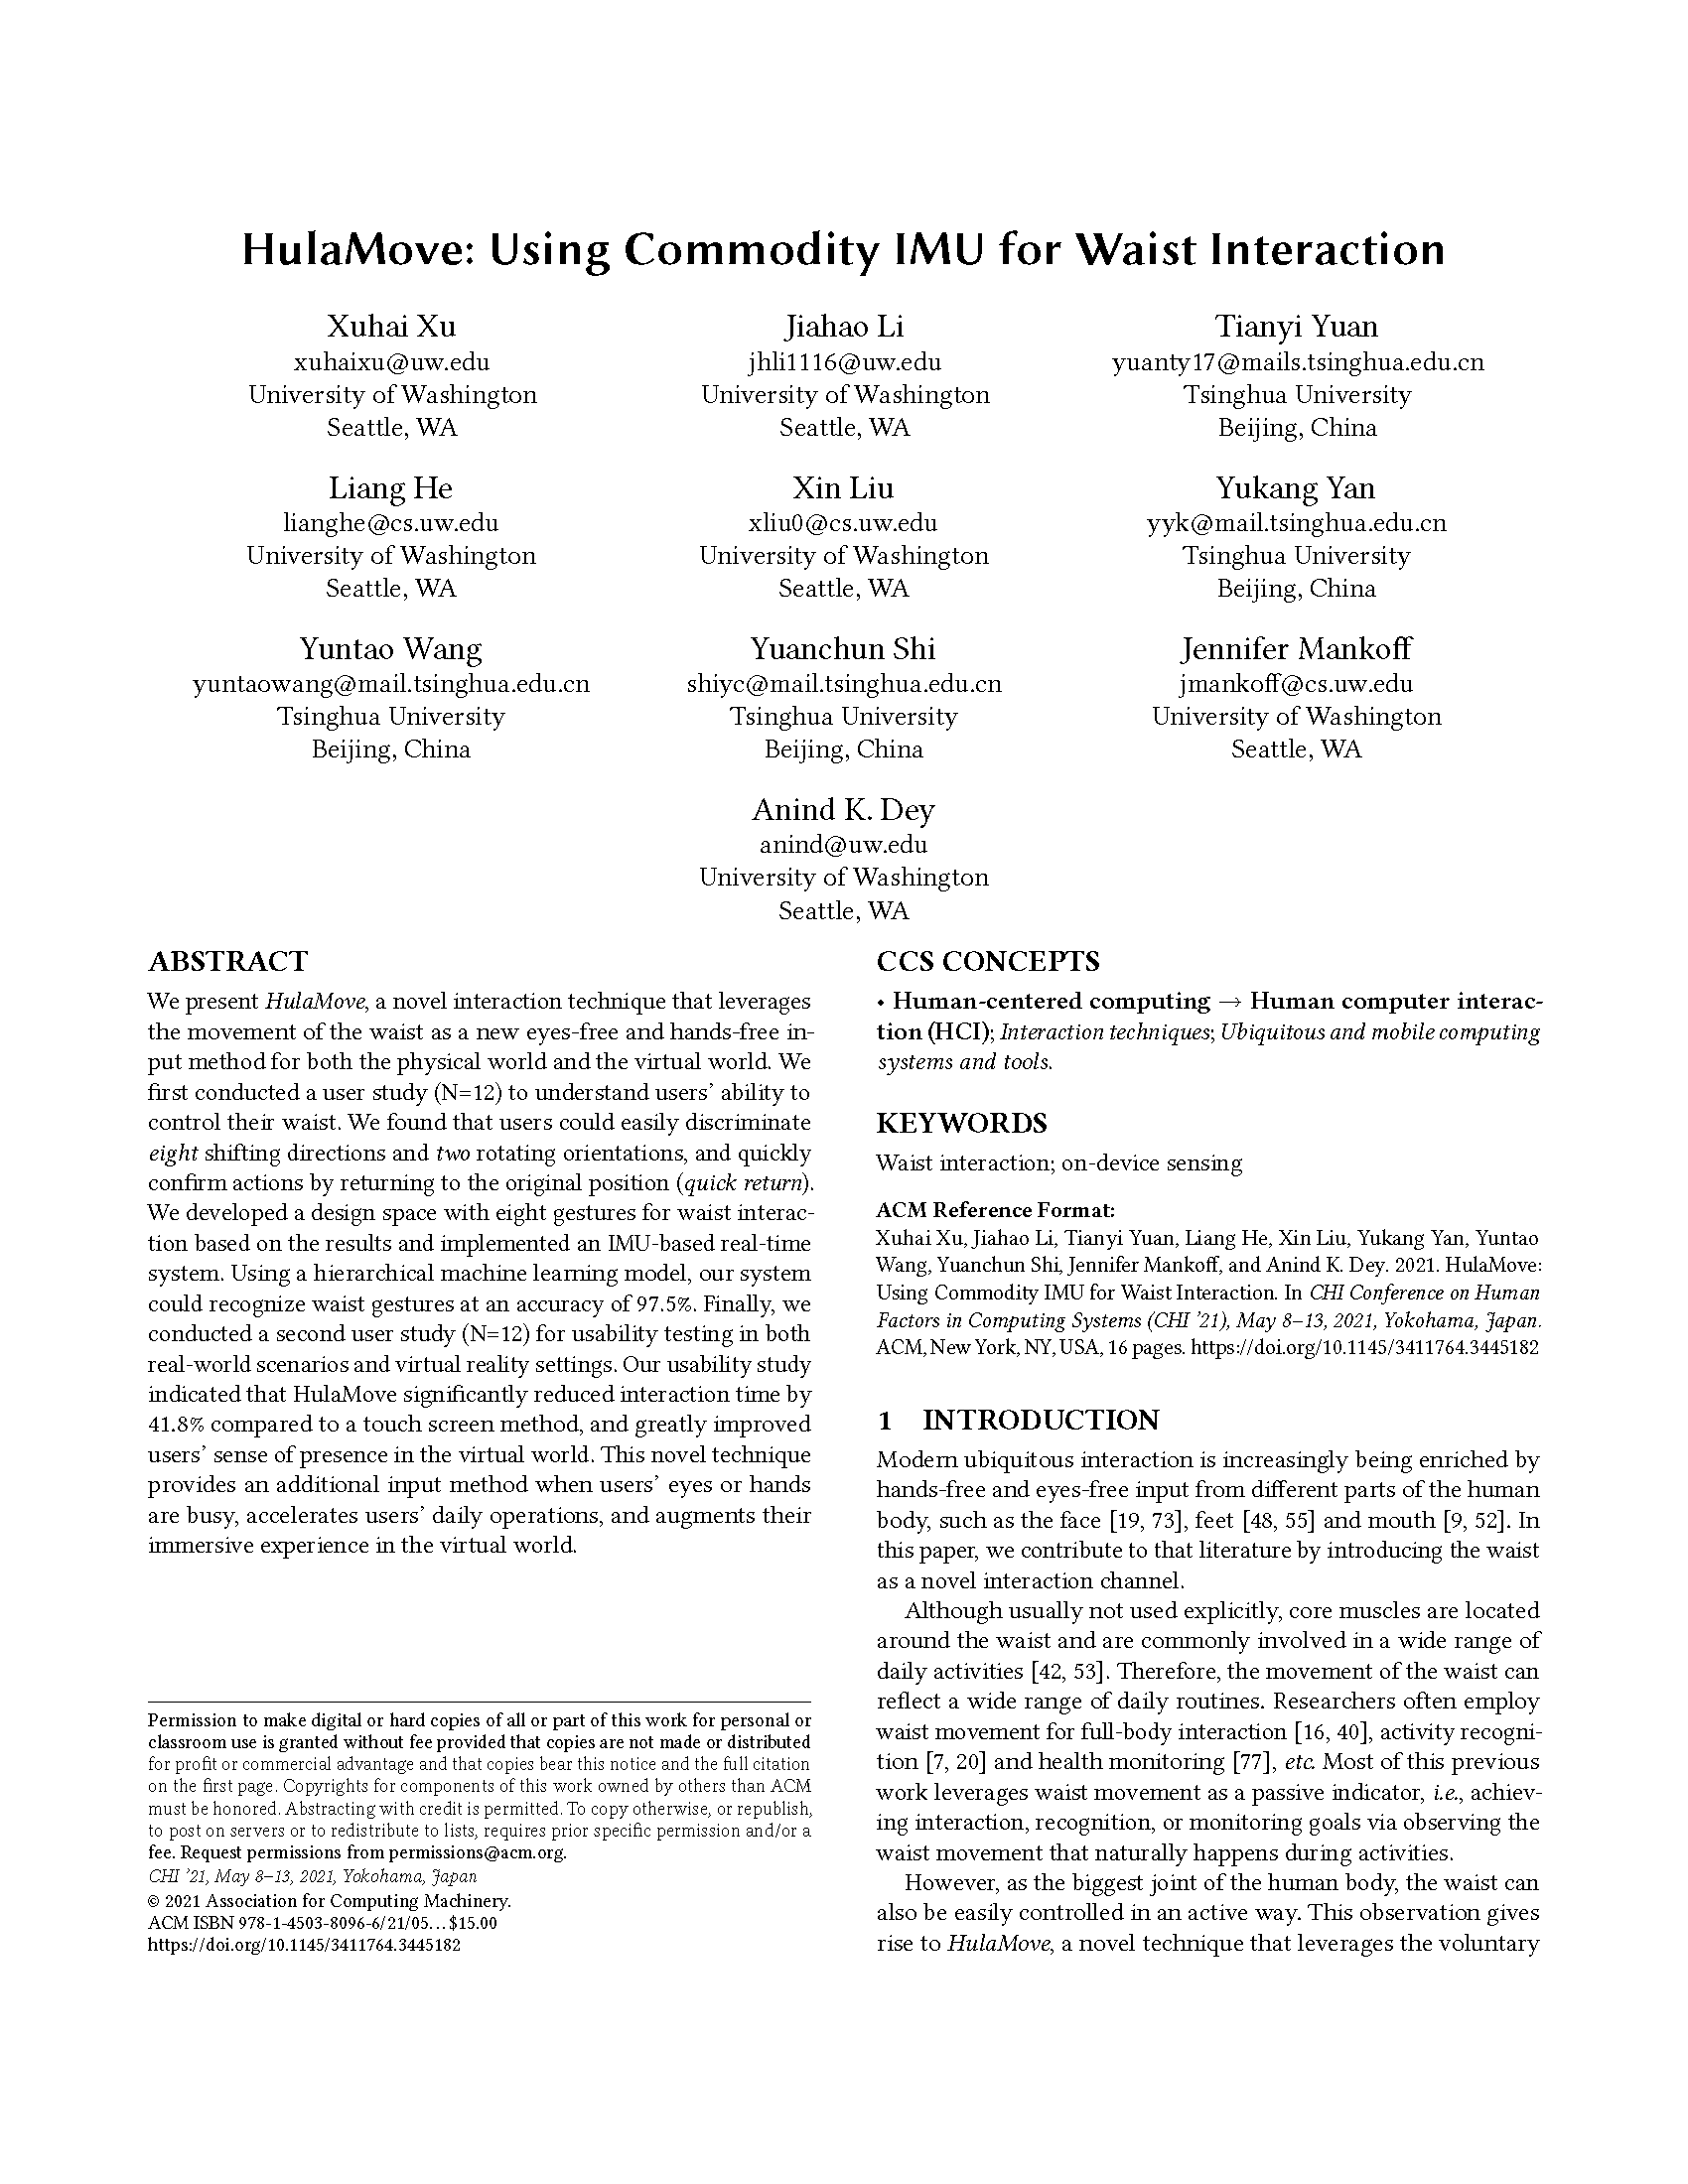 HulaMove: Using Commodity IMU for Waist Interaction
Xuhai Xu
xuhaixu@uw.edu
University of Washington
Seattle, WA
Jiahao Li
jhli1116@uw.edu
University of Washington
Seattle, WA
Tianyi Yuan
yuanty17@mails.tsinghua.edu.cn
Tsinghua University
Beijing, China
Liang He
lianghe@cs.uw.edu
University of Washington
Seattle, WA
Xin Liu
xliu0@cs.uw.edu
University of Washington
Seattle, WA
Yukang Yan
yyk@mail.tsinghua.edu.cn
Tsinghua University
Beijing, China
Yuntao Wang
yuntaowang@mail.tsinghua.edu.cn
Tsinghua University
Beijing, China
Yuanchun Shi
shiyc@mail.tsinghua.edu.cn
Tsinghua University
Beijing, China
Jennifer Mankoff
jmankoff@cs.uw.edu
University of Washington
Seattle, WA
Anind K. Dey
anind@uw.edu
University of Washington
Seattle, WA
ABSTRACT
We present HulaMove, a novel interaction technique that leverages
the movement of the waist as a new eyes-free and hands-free in-
put method for both the physical world and the virtual world. We
first conducted a user study (N=12) to understand users' ability to
control their waist. We found that users could easily discriminate
eight shifting directions and two rotating orientations, and quickly
confirm actions by returning to the original position (quick return).
We developed a design space with eight gestures for waist interac-
tion based on the results and implemented an IMU-based real-time
system. Using a hierarchical machine learning model, our system
could recognize waist gestures at an accuracy of 97.5%. Finally, we
conducted a second user study (N=12) for usability testing in both
real-world scenarios and virtual reality settings. Our usability study
indicated that HulaMove significantly reduced interaction time by
41.8% compared to a touch screen method, and greatly improved
users' sense of presence in the virtual world. This novel technique
provides an additional input method when users' eyes or hands
are busy, accelerates users' daily operations, and augments their
immersive experience in the virtual world.
Permission to make digital or hard copies of all or part of this work for personal or
classroom use is granted without fee provided that copies are not made or distributed
for profit or commercial advantage and that copies bear this notice and the full citation
on the first page. Copyrights for components of this work owned by others than ACM
must be honored. Abstracting with credit is permitted. To copy otherwise, or republish,
to post on servers or to redistribute to lists, requires prior specific permission and/or a
fee. Request permissions from permissions@acm.org.
CHI '21, May 8–13, 2021, Yokohama, Japan
© 2021 Association for Computing Machinery.
ACM ISBN 978-1-4503-8096-6/21/05...$15.00
https://doi.org/10.1145/3411764.3445182
CCS CONCEPTS
• Human-centered computing → Human computer interac-
tion (HCI); Interaction techniques; Ubiquitous and mobile computing
systems and tools.
KEYWORDS
Waist interaction; on-device sensing
ACM Reference Format:
Xuhai Xu, Jiahao Li, Tianyi Yuan, Liang He, Xin Liu, Yukang Yan, Yuntao
Wang, Yuanchun Shi, Jennifer Mankoff, and Anind K. Dey. 2021. HulaMove:
Using Commodity IMU for Waist Interaction. In CHI Conference on Human
Factors in Computing Systems (CHI '21), May 8–13, 2021, Yokohama, Japan.
ACM, New York, NY, USA, 16 pages. https://doi.org/10.1145/3411764.3445182
1 INTRODUCTION
Modern ubiquitous interaction is increasingly being enriched by
hands-free and eyes-free input from different parts of the human
body, such as the face [19, 73], feet [48, 55] and mouth [9, 52]. In
this paper, we contribute to that literature by introducing the waist
as a novel interaction channel.
Although usually not used explicitly, core muscles are located
around the waist and are commonly involved in a wide range of
daily activities [42, 53]. Therefore, the movement of the waist can
reflect a wide range of daily routines. Researchers often employ
waist movement for full-body interaction [16, 40], activity recogni-
tion [7, 20] and health monitoring [77], etc. Most of this previous
work leverages waist movement as a passive indicator, i.e., achiev-
ing interaction, recognition, or monitoring goals via observing the
waist movement that naturally happens during activities.
However, as the biggest joint of the human body, the waist can
also be easily controlled in an active way. This observation gives
rise to HulaMove, a novel technique that leverages the voluntary